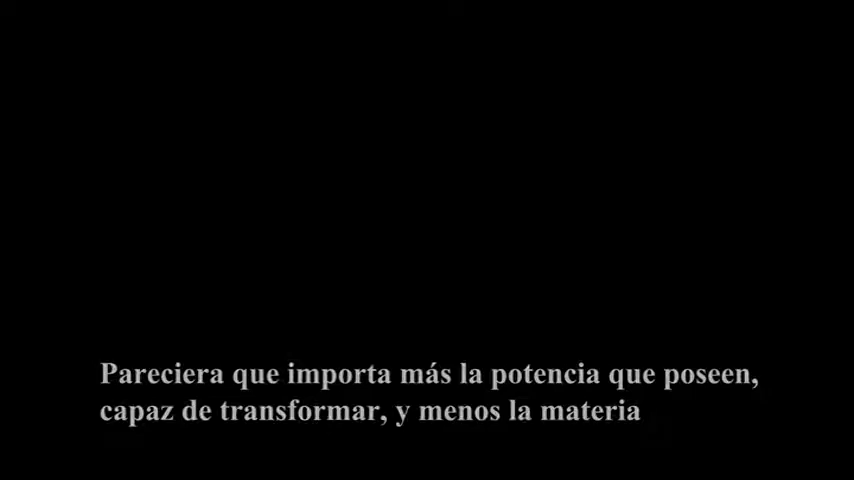 Pareciera que importa más la potencia que poseen,
capaz de transformar, y menos la materia